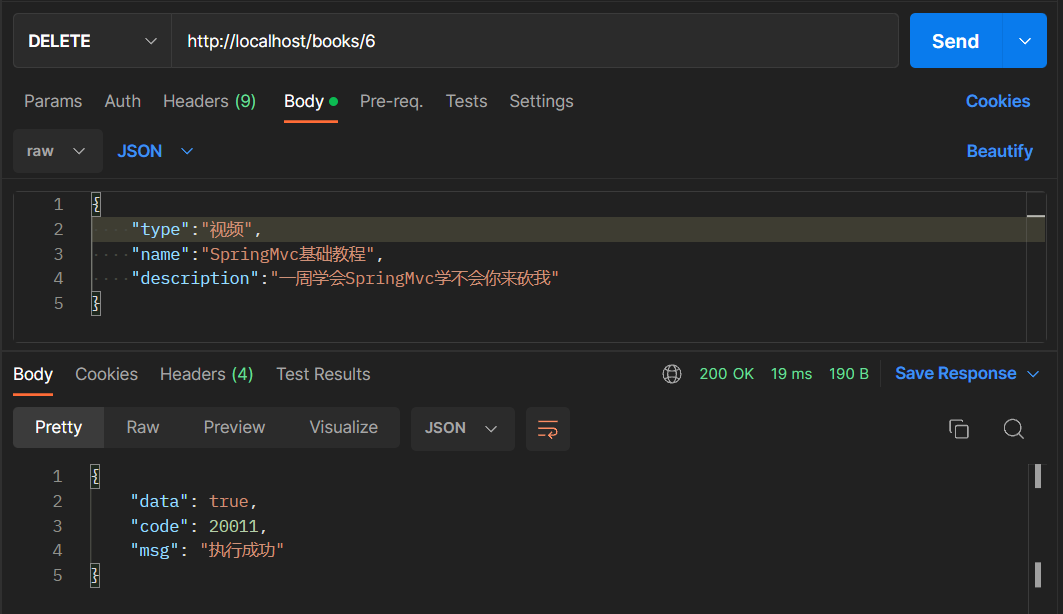 DELETE http://localhost/books/6 Send
Params Auth Headers (9) Body Pre-req. Tests Settings Cookies
raw JSON Beautify
1 {
2 "type":"视频",
3 "name":"SpringMvc基础教程",
4 "description":"一周学会SpringMvc学不会你来砍我"
5 }
Body Cookies Headers (4) Test Results 200 OK 19 ms 190 B Save Response
Pretty Raw Preview Visualize JSON
1 {
2 "data": true,
3 "code": 20011,
4 "msg": "执行成功"
5 }